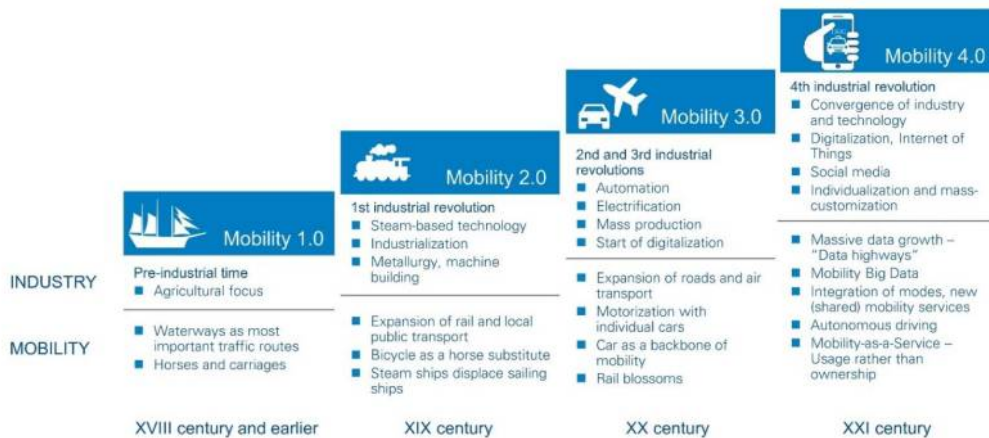 Mobility 4.0
4th industrial revolution
Convergence of industry
and technology
Digitalization, Internet of
Things
Social media
Individualization and mass-
customization
Mobility 3.0
2nd and 3rd industrial
revolutions
Automation
Electrification
Mass production
Start of digitalization
Mobility 2.0
1st industrial revolution
Steam-based technology
Industrialization
Metallurgy, machine
building
Mobility 1.0
Pre-industrial time
Agricultural focus
INDUSTRY
MOBILITY
Waterways as most
important traffic routes
Horses and carriages
Expansion of rail and local
public transport
Bicycle as a horse substitute
Steam ships displace sailing
ships
Expansion of roads and air
transport
Motorization with
individual cars
Car as a backbone of
mobility
Rail blossoms
Massive data growth –
"Data highways"
Mobility Big Data
Integration of modes, new
(shared) mobility services
Autonomous driving
Mobility-as-a-Service –
Usage rather than
ownership
XVIII century and earlier
XIX century
XX century
XXI century